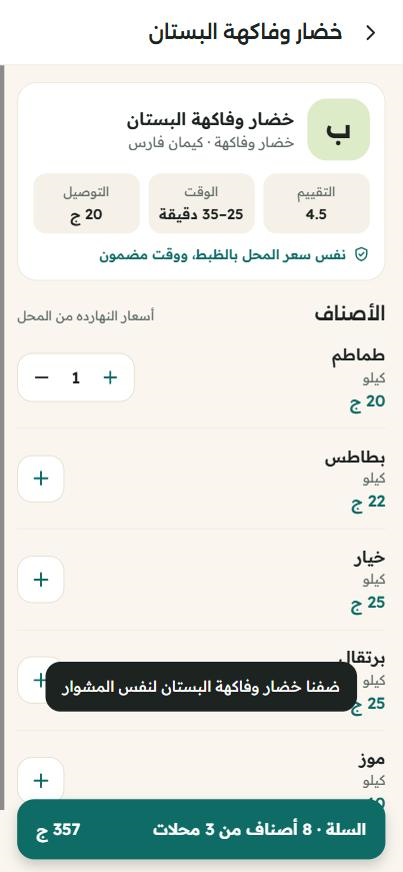 خضار وفاكهة البستان
ب
خضار وفاكهة البستان
خضار وفاكهة · كيمان فارس
التقييم
4.5
الوقت
25–35 دقيقة
التوصيل
20 ج
نفس سعر المحل بالظبط، ووقت مضمون
الأصناف
أسعار النهارده من المحل
طماطم
كيلو
20 ج
+ 1 −
بطاطس
كيلو
22 ج
+
خيار
كيلو
25 ج
+
برتقال
كيلو
25 ج
+
ضفنا خضار وفاكهة البستان لنفس المشوار
موز
كيلو
+
السلة · 8 أصناف من 3 محلات
357 ج